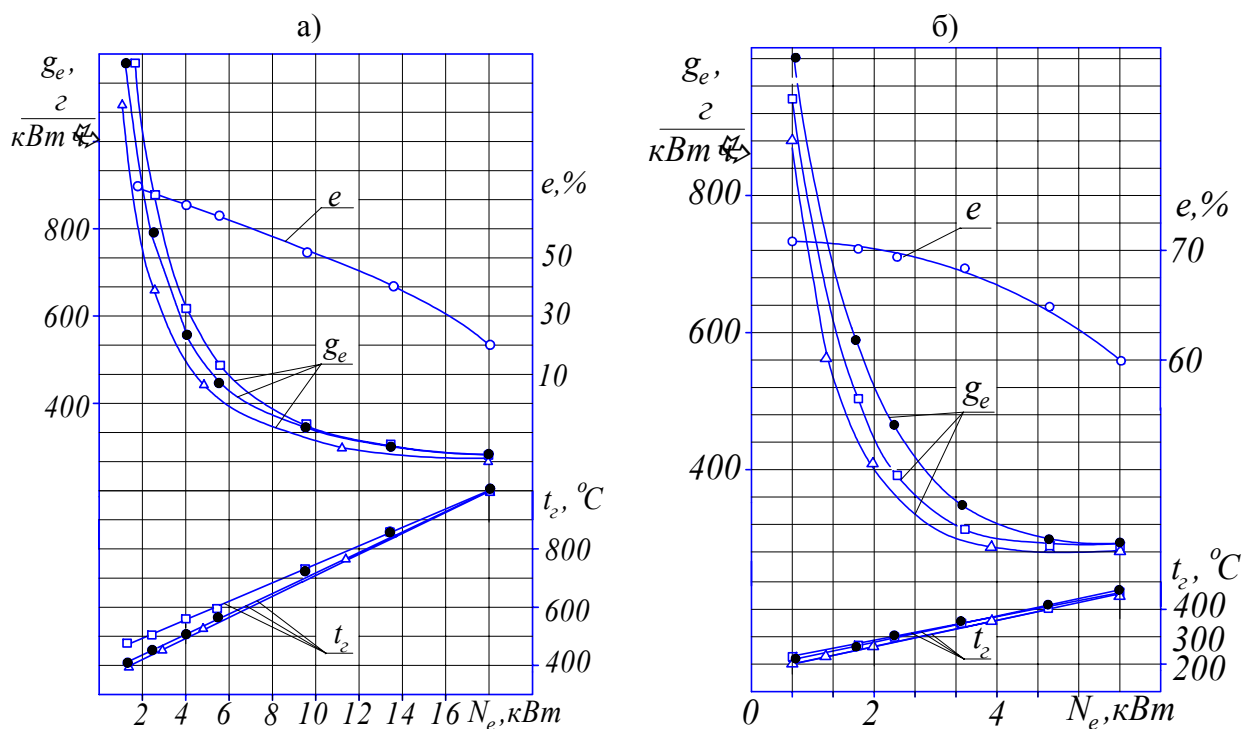 а)
g_e,
г
кВт ч
800
600
400
e
g_e
t_г
e,%
50
30
10
t_г, °C
800
600
400
2 4 6 8 10 12 14 16 N_e, кВт
б)
g_e,
г
кВт ч
800
600
400
e
g_e
t_г
e,%
70
60
t_г, °C
400
300
200
0 2 4 N_e, кВт